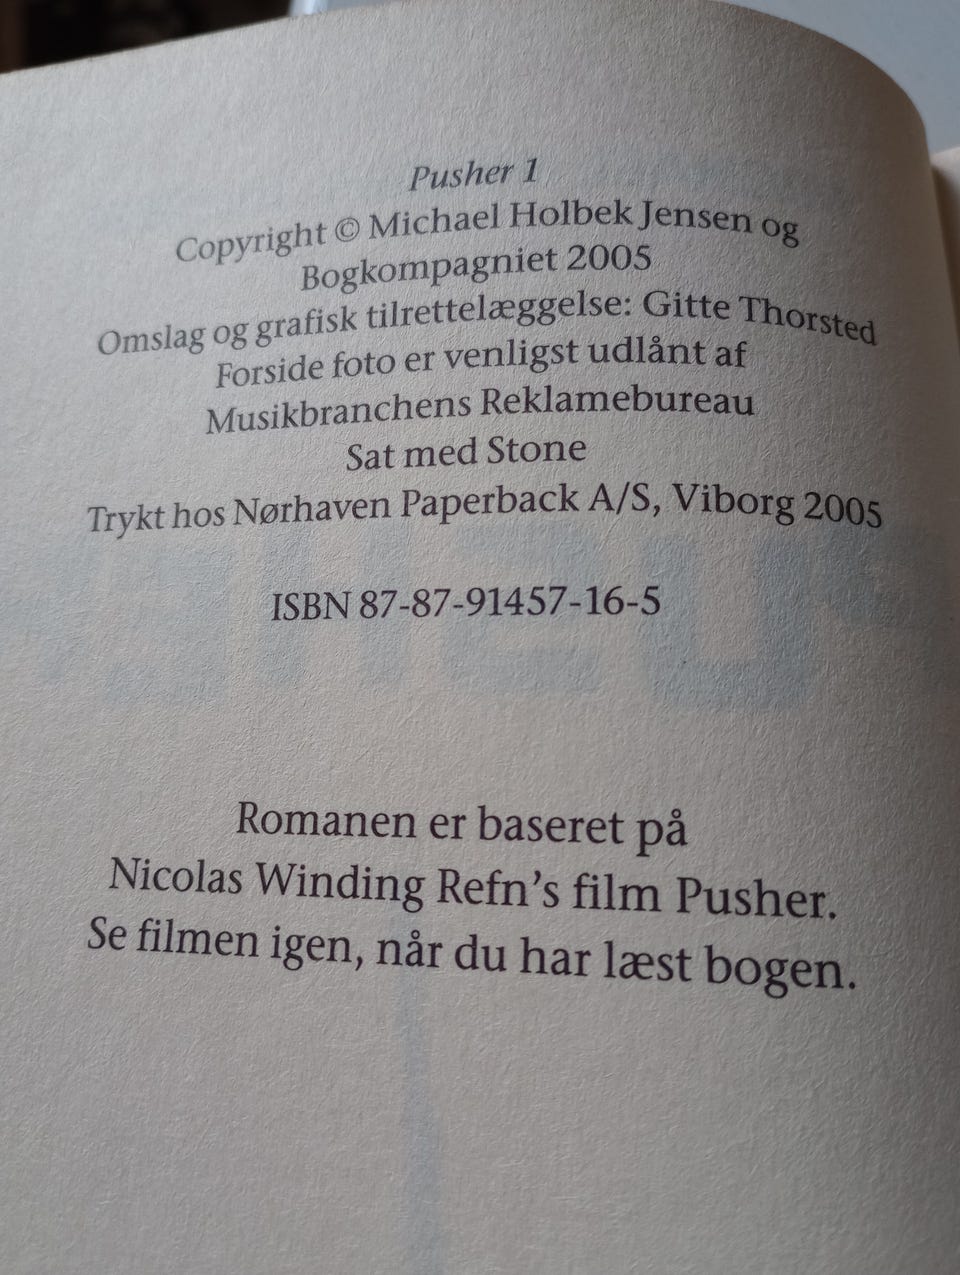 Pusher 1
Copyright © Michael Holbek Jensen og
Bogkompagniet 2005
Omslag og grafisk tilrettelæggelse: Gitte Thorsted
Forside foto er venligst udlånt af
Musikbranchens Reklamebureau
Sat med Stone
Trykt hos Nørhaven Paperback A/S, Viborg 2005
ISBN 87-87-91457-16-5
Romanen er baseret på
Nicolas Winding Refn’s film Pusher.
Se filmen igen, når du har læst bogen.